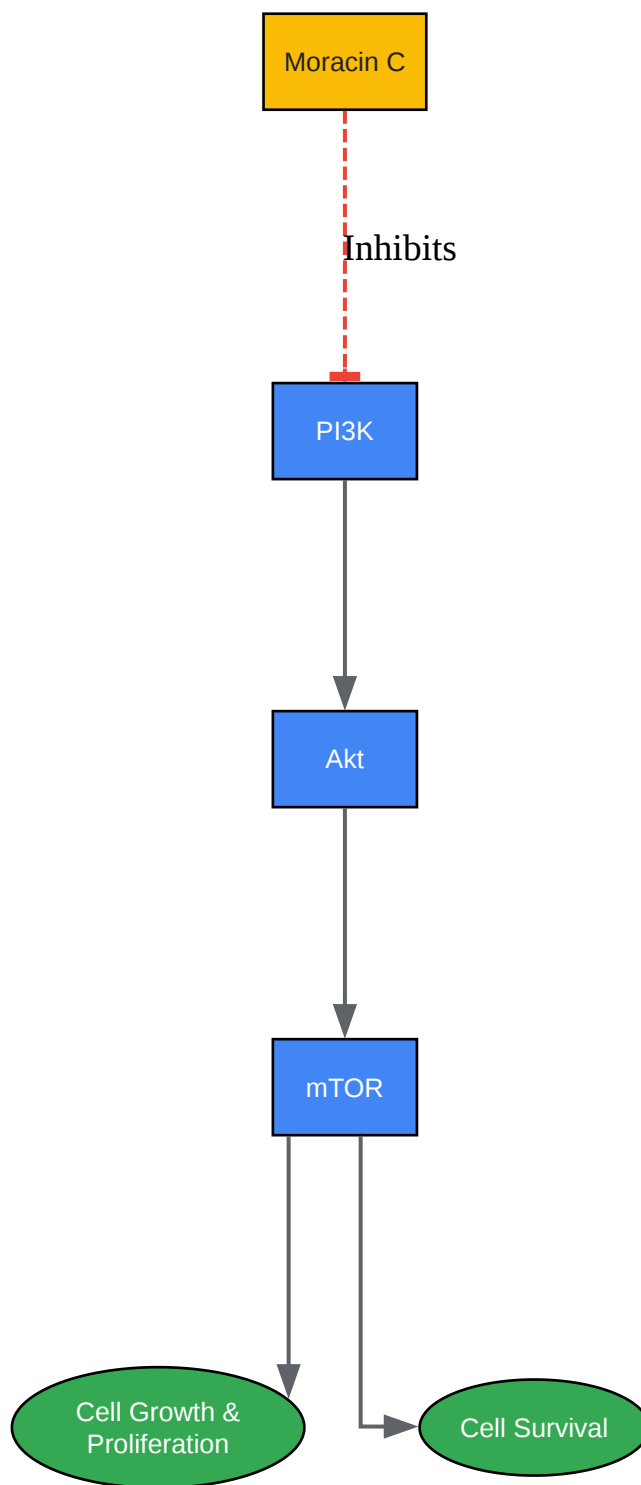 Moracin C
Inhibits
PI3K
Akt
mTOR
Cell Growth &
Proliferation
Cell Survival